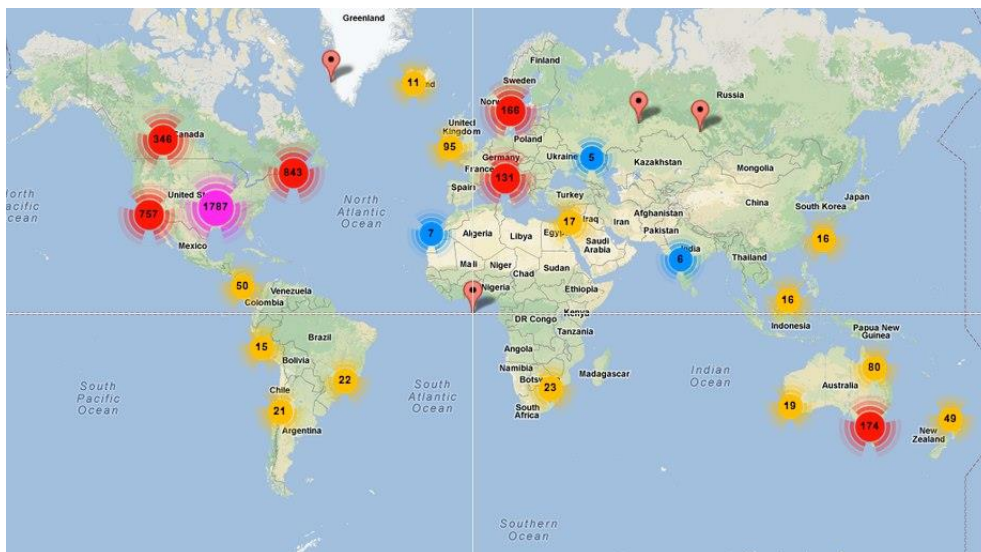 Greenland
11
Finland
Sweden
Russia
166
United
Kingdom
Poland
95
Germany
Ukraine
5
Kazakhstan
Mongolia
France
131
Spain
Turkey
346
Canada
843
United
1787
757
Mexico
North
Atlantic
Ocean
7
Algeria
Libya
Egypt
17
Iraq
Iran
Afghanistan
Pakistan
China
South Korea
Japan
Saudi
Arabia
16
Mali
Niger
Chad
Sudan
6
India
Thailand
Nigeria
Ethiopia
50
Venezuela
Colombia
Kenya
16
DR Congo
Tanzania
Indonesia
Papua New
Guinea
15
Brazil
Bolivia
Angola
Namibia
Madagascar
Indian
Ocean
80
Australia
22
South
Pacific
Ocean
South
Atlantic
Ocean
Chile
21
Argentina
23
South
Africa
19
174
49
New
Zealand
Southern
Ocean